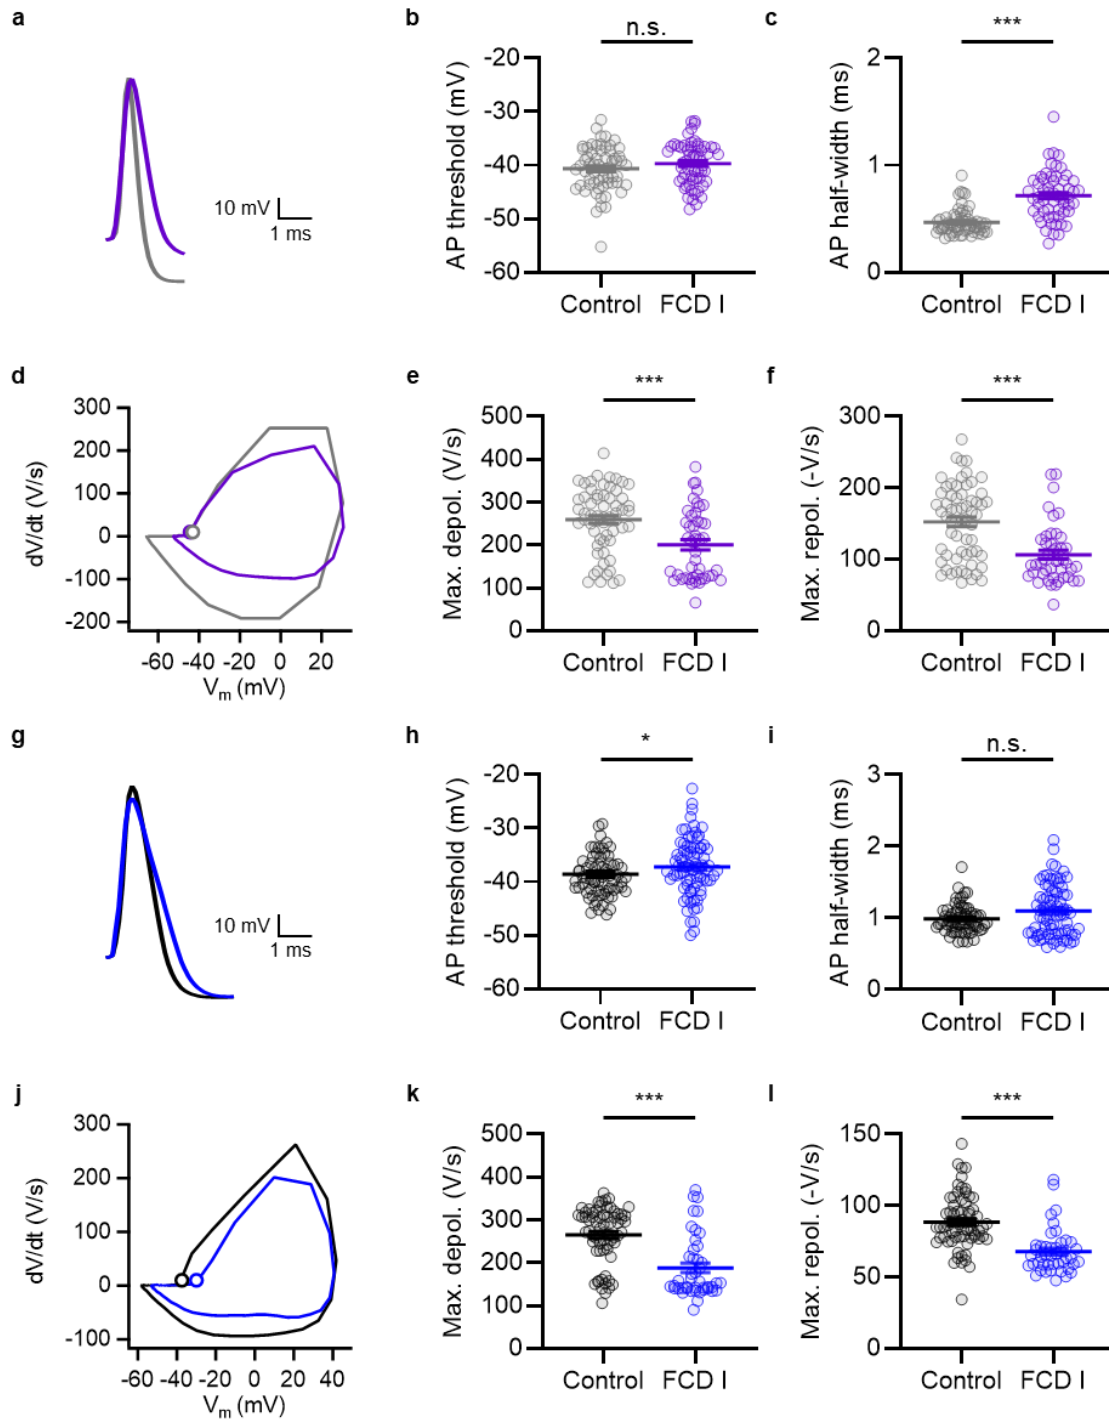 a
10 mV
1 ms
b
n.s.
AP threshold (mV)
-20
-30
-40
-50
-60
Control FCD I
c
***
AP half-width (ms)
2
1
0
Control FCD I
d
dV/dt (V/s)
300
200
100
0
-100
-200
-60 -40 -20 0 20
Vm (mV)
e
***
Max. depol. (V/s)
500
400
300
200
100
0
Control FCD I
f
***
Max. repol. (-V/s)
300
200
100
0
Control FCD I
g
10 mV
1 ms
h
*
AP threshold (mV)
-20
-30
-40
-50
-60
Control FCD I
i
n.s.
AP half-width (ms)
3
2
1
0
Control FCD I
j
dV/dt (V/s)
300
200
100
0
-100
-60 -40 -20 0 20 40
Vm (mV)
k
***
Max. depol. (V/s)
500
400
300
200
100
0
Control FCD I
l
***
Max. repol. (-V/s)
150
100
50
0
Control FCD I